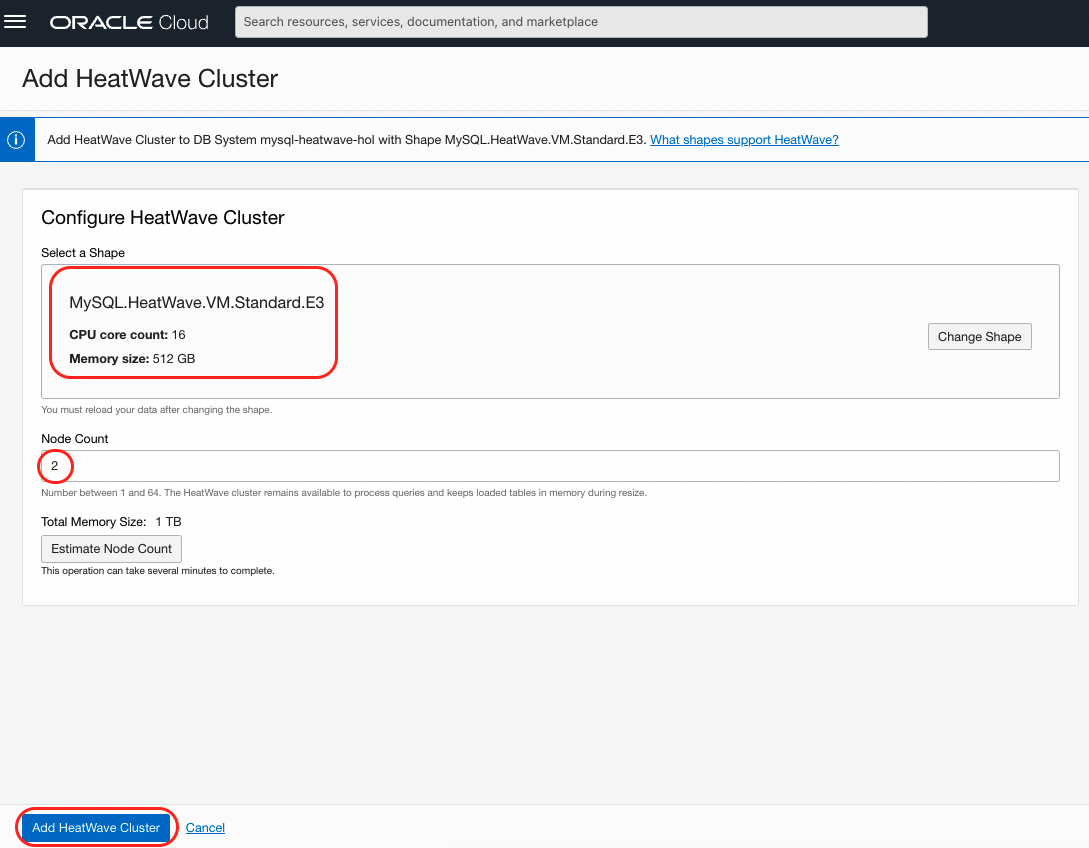 ORACLE Cloud
Search resources, services, documentation, and marketplace
Add HeatWave Cluster
Add HeatWave Cluster to DB System mysql-heatwave-hol with Shape MySQL.HeatWave.VM.Standard.E3. What shapes support HeatWave?
Configure HeatWave Cluster
Select a Shape
MySQL.HeatWave.VM.Standard.E3
CPU core count: 16
Memory size: 512 GB
Change Shape
You must reload your data after changing the shape.
Node Count
2
Number between 1 and 64. The HeatWave cluster remains available to process queries and keeps loaded tables in memory during resize.
Total Memory Size: 1 TB
Estimate Node Count
This operation can take several minutes to complete.
Add HeatWave Cluster Cancel